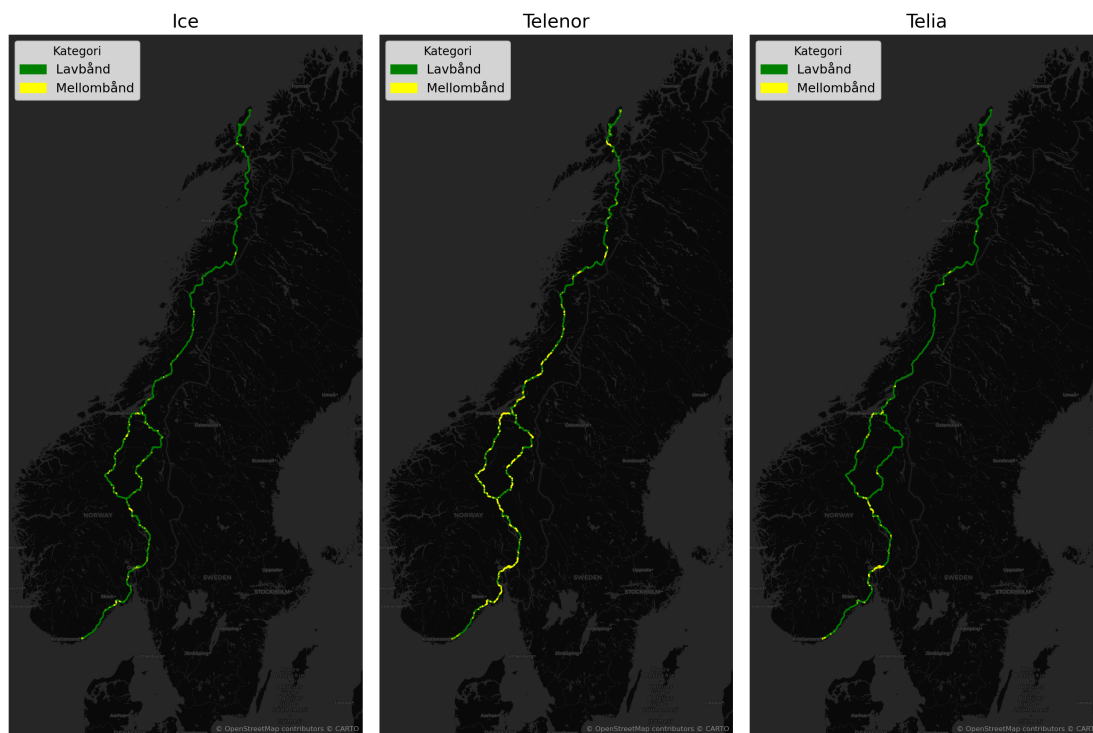 Ice
Kategori
Lavbånd
Mellombånd
NORWAY
SWEDEN
STOCKHOLM
© OpenStreetMap contributors © CARTO
Telenor
Kategori
Lavbånd
Mellombånd
NORWAY
SWEDEN
STOCKHOLM
© OpenStreetMap contributors © CART
Telia
Kategori
Lavbånd
Mellombånd
NORWAY
SWEDEN
STOCKHOLM
© OpenStreetMap contributors © CART